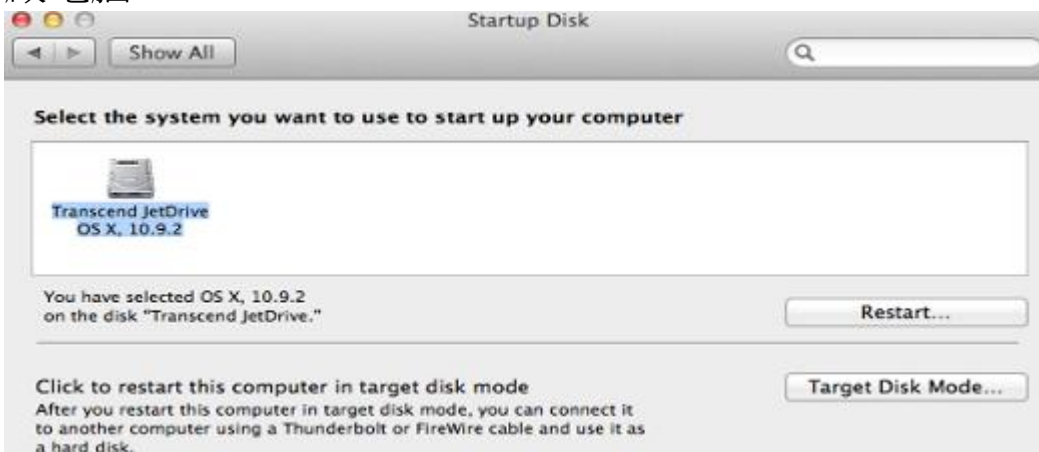 Startup Disk
Show All
Select the system you want to use to start up your computer
Transcend JetDrive
OS X, 10.9.2
You have selected OS X, 10.9.2
on the disk "Transcend JetDrive."
Restart...
Click to restart this computer in target disk mode
Target Disk Mode...
After you restart this computer in target disk mode, you can connect it
to another computer using a Thunderbolt or FireWire cable and use it as
a hard disk.